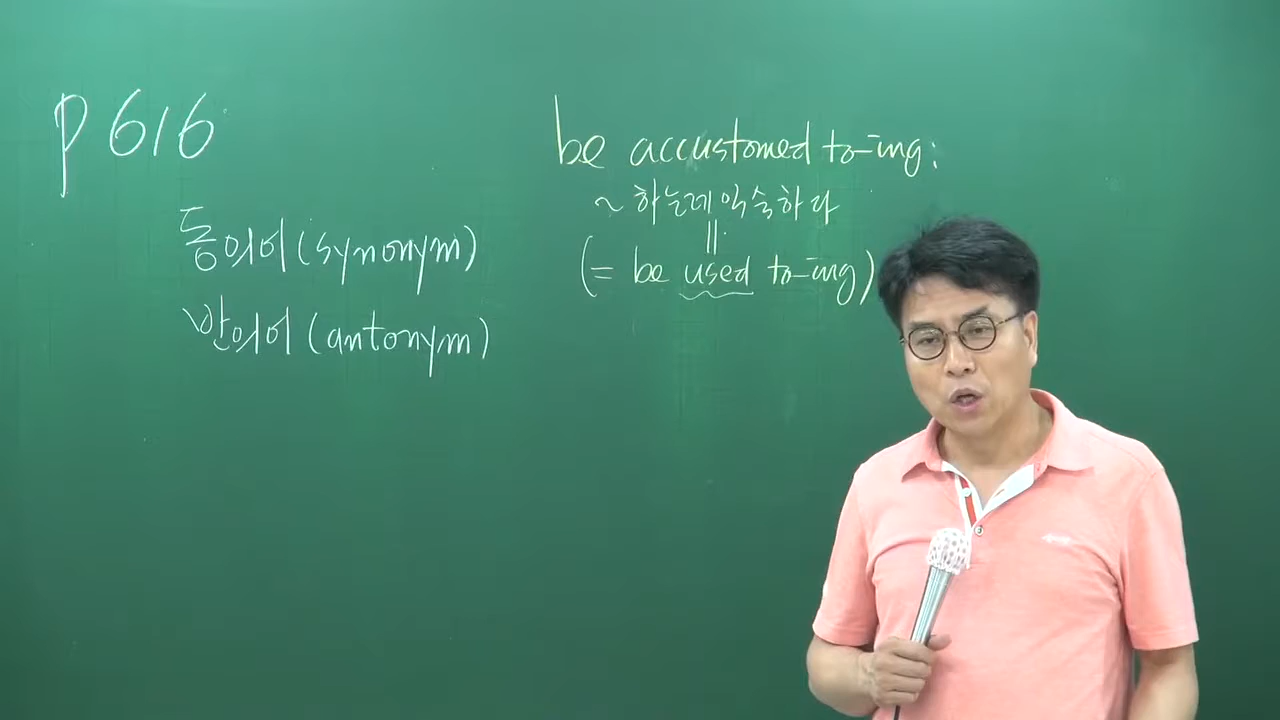 p 616
동의어 (synonym)
반의어 (antonym)
be accustomed to-ing:
~하는데 익숙하다
=
(= be used to-ing)